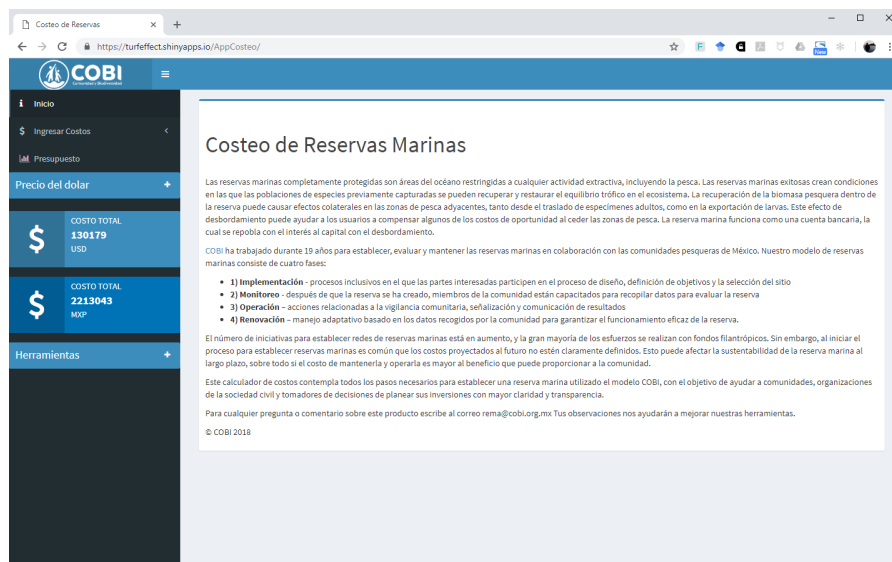 Costeo de Reservas
https://turfeffect.shinyapps.io/AppCosteo/
New
COBI
Comunidad y Biodiversidad
Inicio
Ingresar Costos
Presupuesto
Precio del dolar
COSTO TOTAL
130179
USD
COSTO TOTAL
2213043
MXP
Herramientas
Costeo de Reservas Marinas
Las reservas marinas completamente protegidas son áreas del océano restringidas a cualquier actividad extractiva, incluyendo la pesca. Las reservas marinas exitosas crean condiciones
en las que las poblaciones de especies previamente capturadas se pueden recuperar y restaurar el equilibrio trófico en el ecosistema. La recuperación de la biomasa pesquera dentro de
la reserva puede causar efectos colaterales en las zonas de pesca adyacentes, tanto desde el traslado de especímenes adultos, como en la exportación de larvas. Este efecto de
desbordamiento puede ayudar a los usuarios a compensar algunos de los costos de oportunidad al ceder las zonas de pesca. La reserva marina funciona como una cuenta bancaria, la
cual se repobla con el interés al capital con el desbordamiento.
COBI ha trabajado durante 19 años para establecer, evaluar y mantener las reservas marinas en colaboración con las comunidades pesqueras de México. Nuestro modelo de reservas
marinas consiste de cuatro fases:
• 1) Implementación - procesos inclusivos en el que las partes interesadas participen en el proceso de diseño, definición de objetivos y la selección del sitio
• 2) Monitoreo - después de que la reserva se ha creado, miembros de la comunidad están capacitados para recopilar datos para evaluar la reserva
• 3) Operación – acciones relacionadas a la vigilancia comunitaria, señalización y comunicación de resultados
• 4) Renovación – manejo adaptativo basado en los datos recogidos por la comunidad para garantizar el funcionamiento eficaz de la reserva.
El número de iniciativas para establecer redes de reservas marinas está en aumento, y la gran mayoría de los esfuerzos se realizan con fondos filantrópicos. Sin embargo, al iniciar el
proceso para establecer reservas marinas es común que los costos proyectados al futuro no estén claramente definidos. Esto puede afectar la sustentabilidad de la reserva marina al
largo plazo, sobre todo si el costo de mantenerla y operarla es mayor al beneficio que puede proporcionar a la comunidad.
Este calculador de costos contempla todos los pasos necesarios para establecer una reserva marina utilizado el modelo COBI, con el objetivo de ayudar a comunidades, organizaciones
de la sociedad civil y tomadores de decisiones de planear sus inversiones con mayor claridad y transparencia.
Para cualquier pregunta o comentario sobre este producto escribe al correo rema@cobi.org.mx Tus observaciones nos ayudarán a mejorar nuestras herramientas.
© COBI 2018